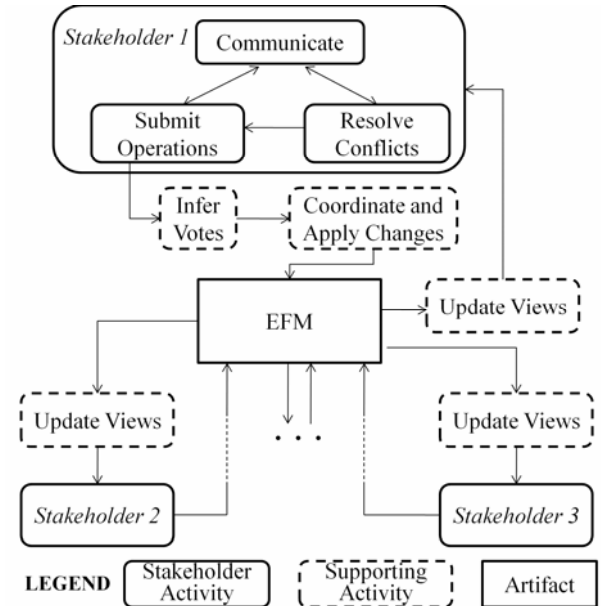 Stakeholder 1
Communicate
Submit
Operations
Resolve
Conflicts
Infer
Votes
Coordinate and
Apply Changes
EFM
Update Views
Update Views
Update Views
. . .
Stakeholder 2
Stakeholder 3
LEGEND
Stakeholder
Activity
Supporting
Activity
Artifact